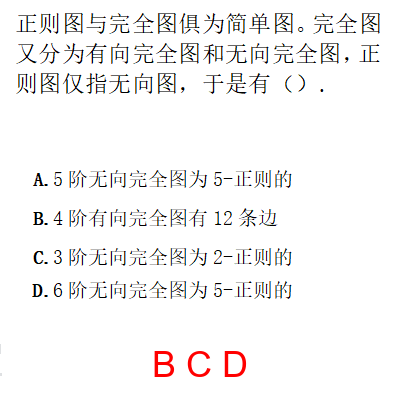 正则图与完全图俱为简单图。完全图
又分为有向完全图和无向完全图，正
则图仅指无向图，于是有（）.
A.5阶无向完全图为5-正则的
B.4阶有向完全图有12条边
C.3阶无向完全图为2-正则的
D.6阶无向完全图为5-正则的
B C D